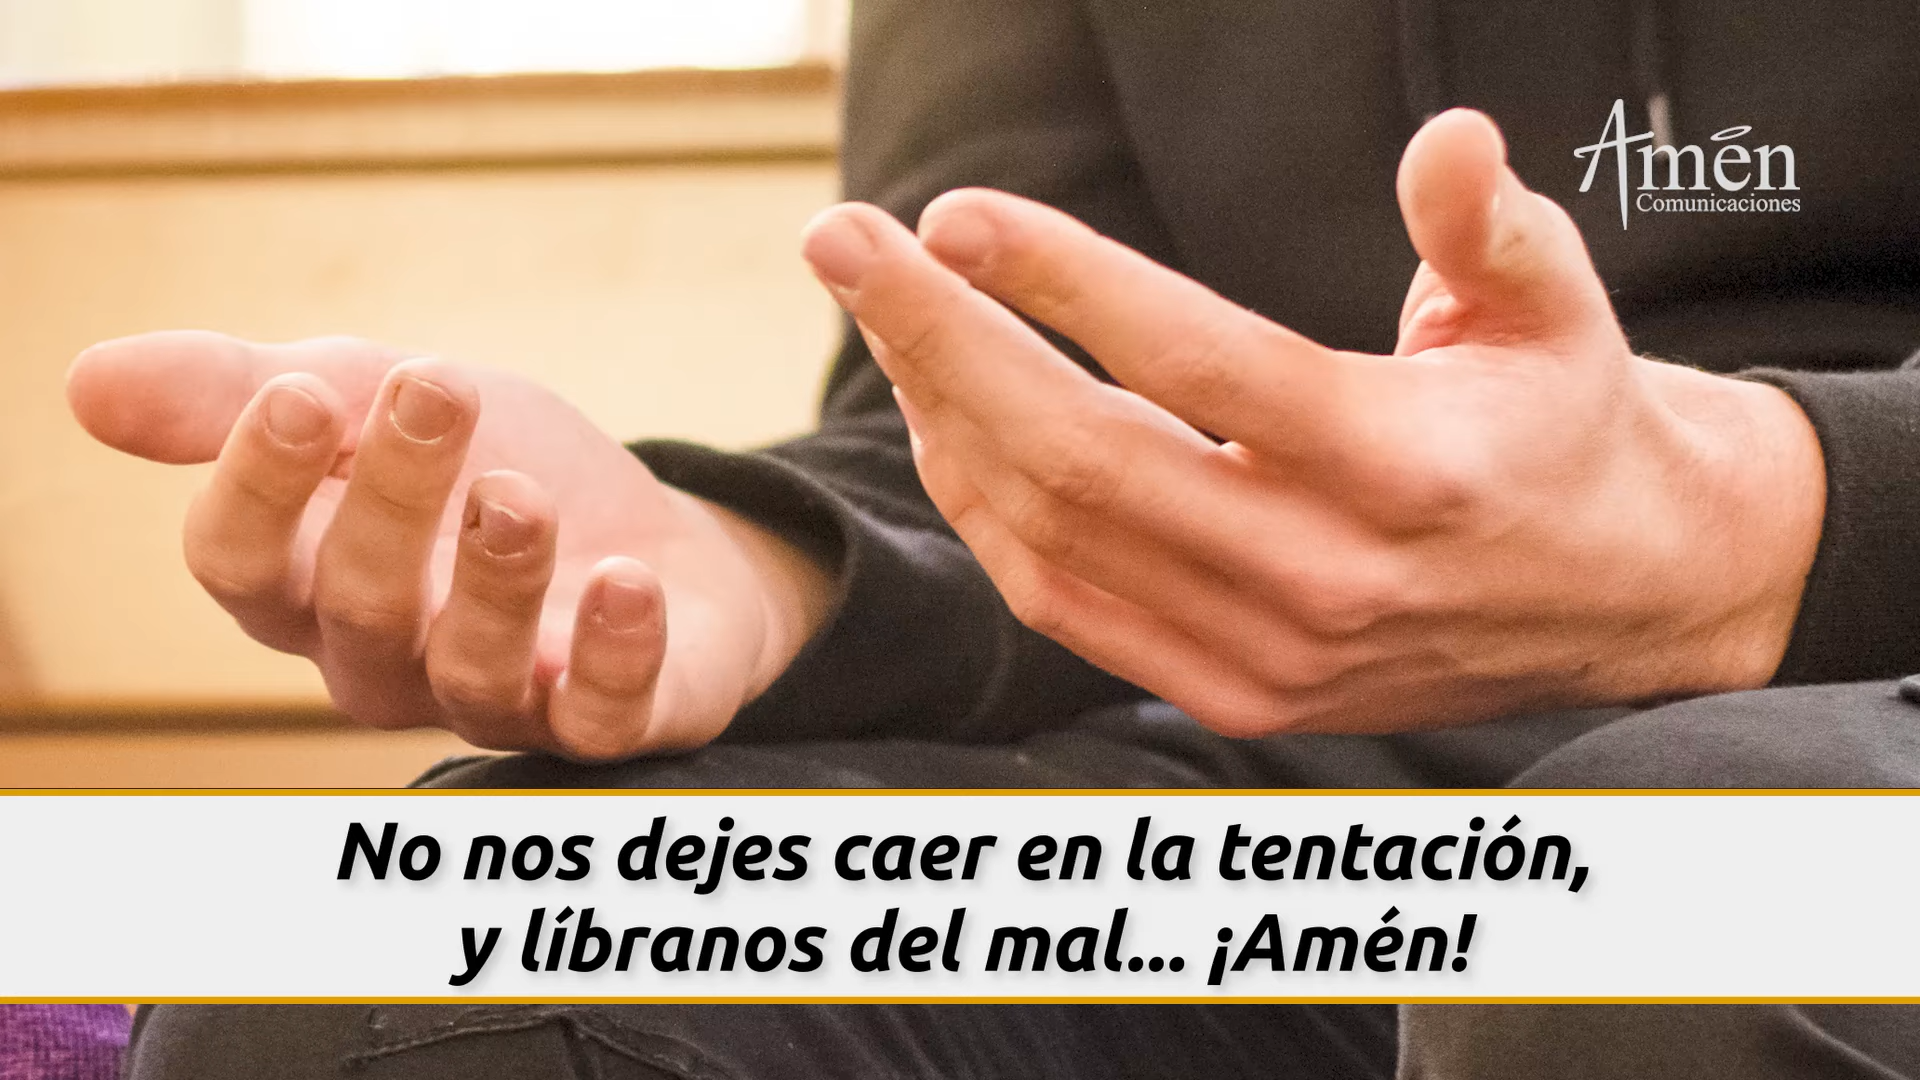 Amén
Comunicaciones
No nos dejes caer en la tentación,
y líbranos del mal... ¡Amén!